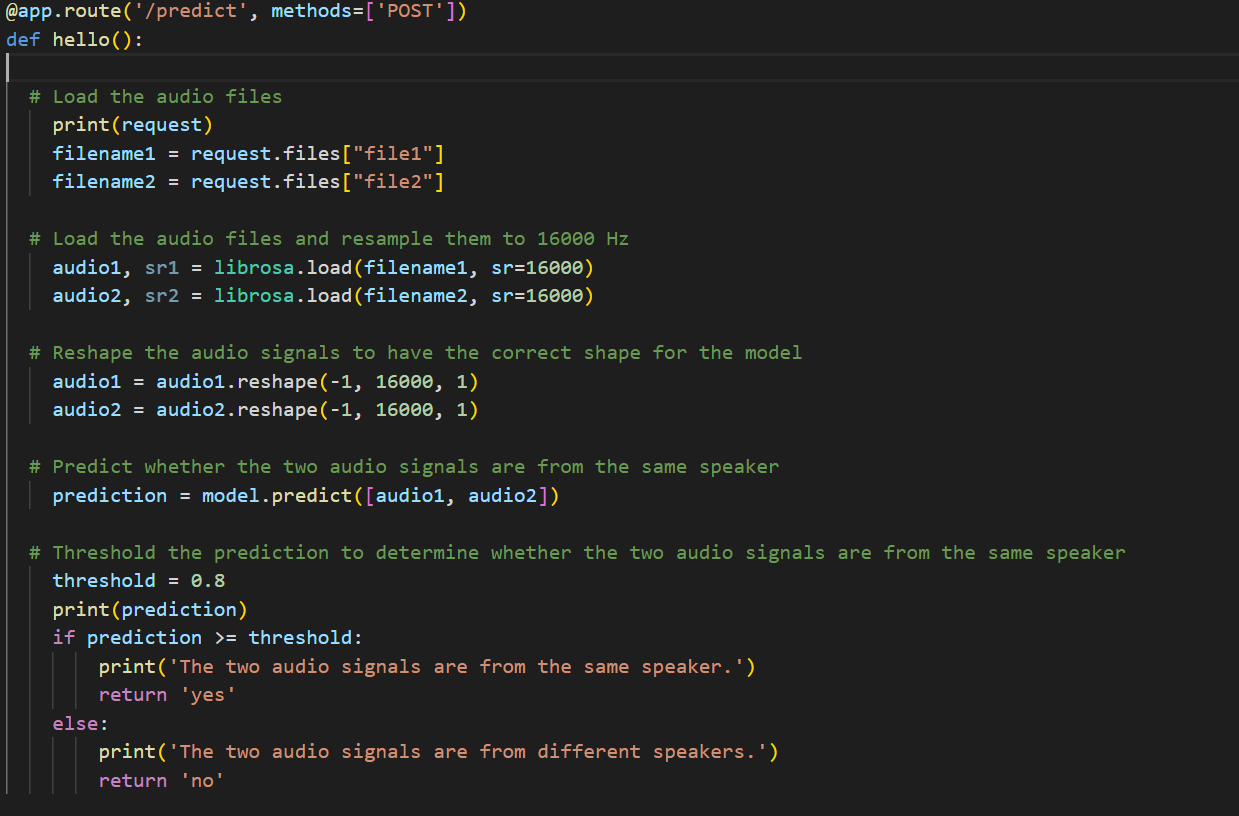 @app.route('/predict', methods=['POST'])
def hello():
# Load the audio files
print(request)
filename1 = request.files["file1"]
filename2 = request.files["file2"]
# Load the audio files and resample them to 16000 Hz
audio1, sr1 = librosa.load(filename1, sr=16000)
audio2, sr2 = librosa.load(filename2, sr=16000)
# Reshape the audio signals to have the correct shape for the model
audio1 = audio1.reshape(-1, 16000, 1)
audio2 = audio2.reshape(-1, 16000, 1)
# Predict whether the two audio signals are from the same speaker
prediction = model.predict([audio1, audio2])
# Threshold the prediction to determine whether the two audio signals are from the same speaker
threshold = 0.8
print(prediction)
if prediction >= threshold:
print('The two audio signals are from the same speaker.')
return 'yes'
else:
print('The two audio signals are from different speakers.')
return 'no'